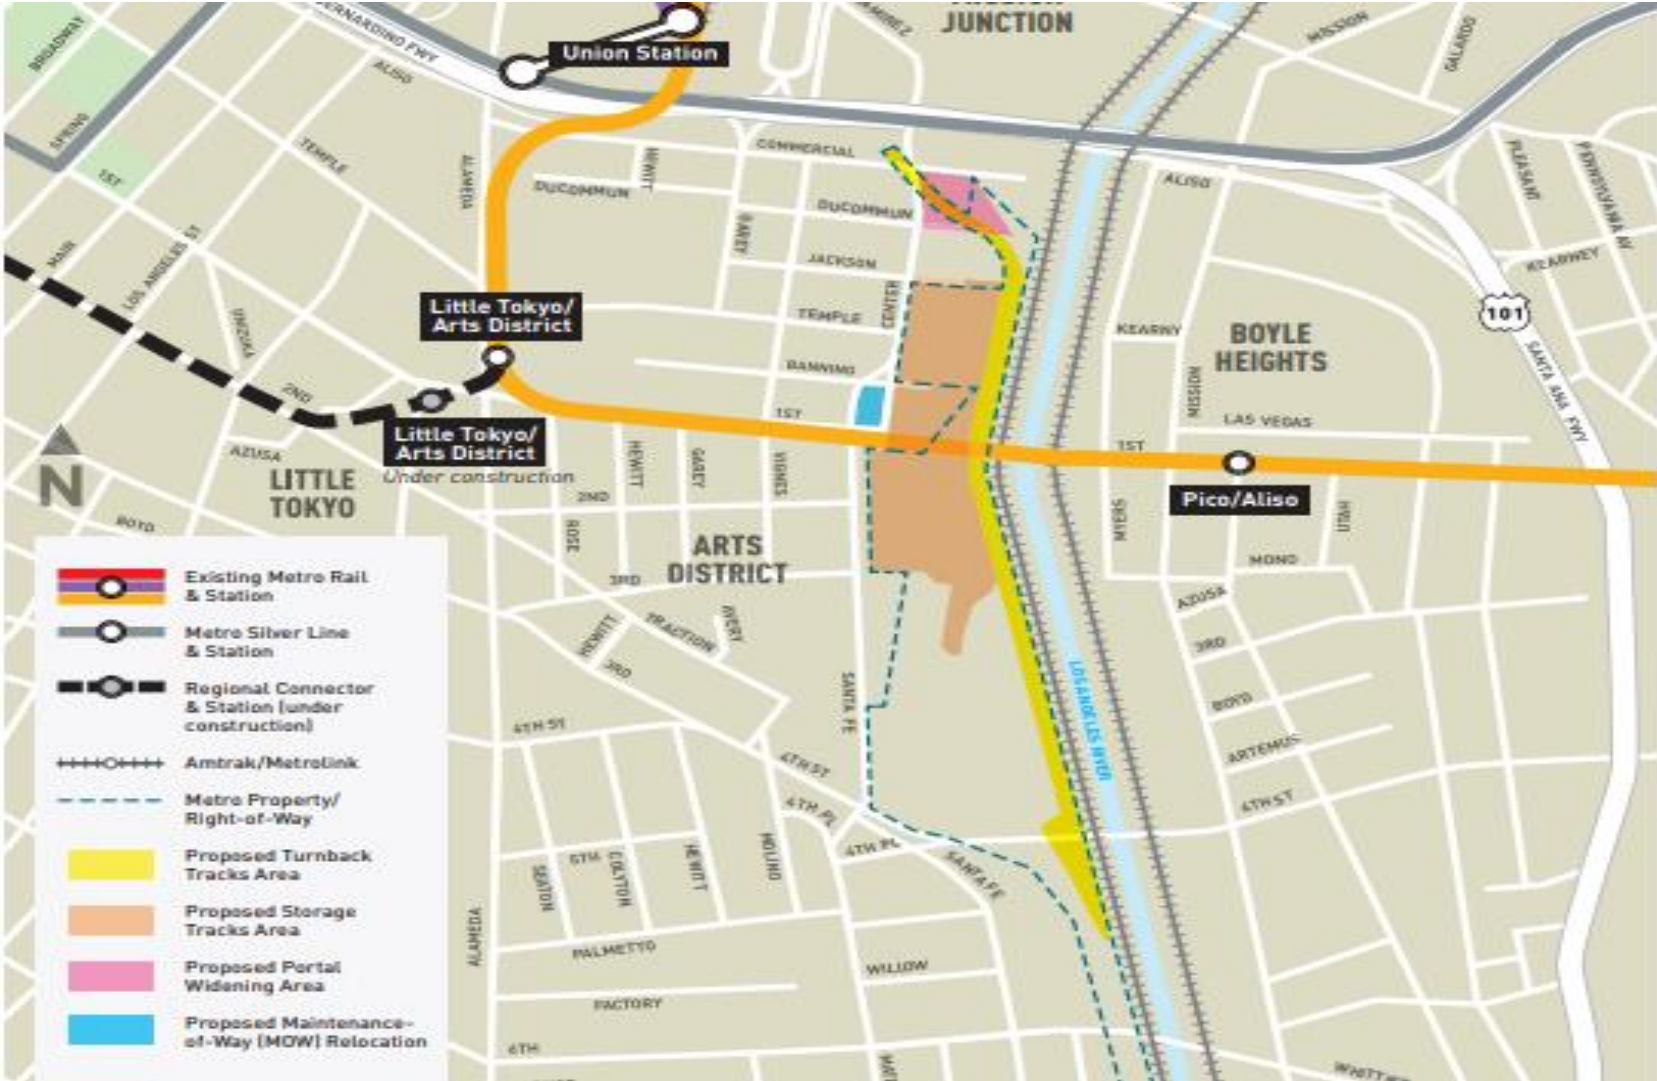 BROADWAY
SPRING
1ST
MAIN
LOS ANGELES ST
BERNARDINO FWY
ALISO
TEMPLE
ALAMEDA
Union Station
RAMIREZ
MISSION
JUNCTION
MISSION
GALARDO
COMMERCIAL
HEWITT
DUCOMMUN
DUCOMMUN
GAREY
JACKSON
CENTER
TEMPLE
BANNING
1ST
ALISO
PLEASANT
PENNSYLVANIA AV
KEARNEY
101
SANTA ANA FWY
KEARNY
BOYLE
HEIGHTS
MISSION
LAS VEGAS
1ST
Pico/Aliso
MYERS
UTAH
MONO
AZUSA
3RD
BOYD
ARTEMUS
4TH ST
Little Tokyo/
Arts District
Little Tokyo/
Arts District
Under construction
ONIZUKA
2ND
AZUSA
LITTLE
TOKYO
N
BOYD
HEWITT
GAREY
VIGNES
2ND
ROSE
ARTS
DISTRICT
3RD
HEWITT
TRACTION
AVERY
3RD
SANTA FE
LOS ANGELES RIVER
4TH ST
4TH ST
4TH PL
4TH PL
SANTA FE
5TH
SEATON
COLYTON
HEWITT
MOLINO
ALAMEDA
PALMETTO
WILLOW
FACTORY
6TH
Existing Metro Rail
& Station
Metro Silver Line
& Station
Regional Connector
& Station (under
construction)
Amtrak/Metrolink
Metro Property/
Right-of-Way
Proposed Turnback
Tracks Area
Proposed Storage
Tracks Area
Proposed Portal
Widening Area
Proposed Maintenance-
of-Way (MOW) Relocation